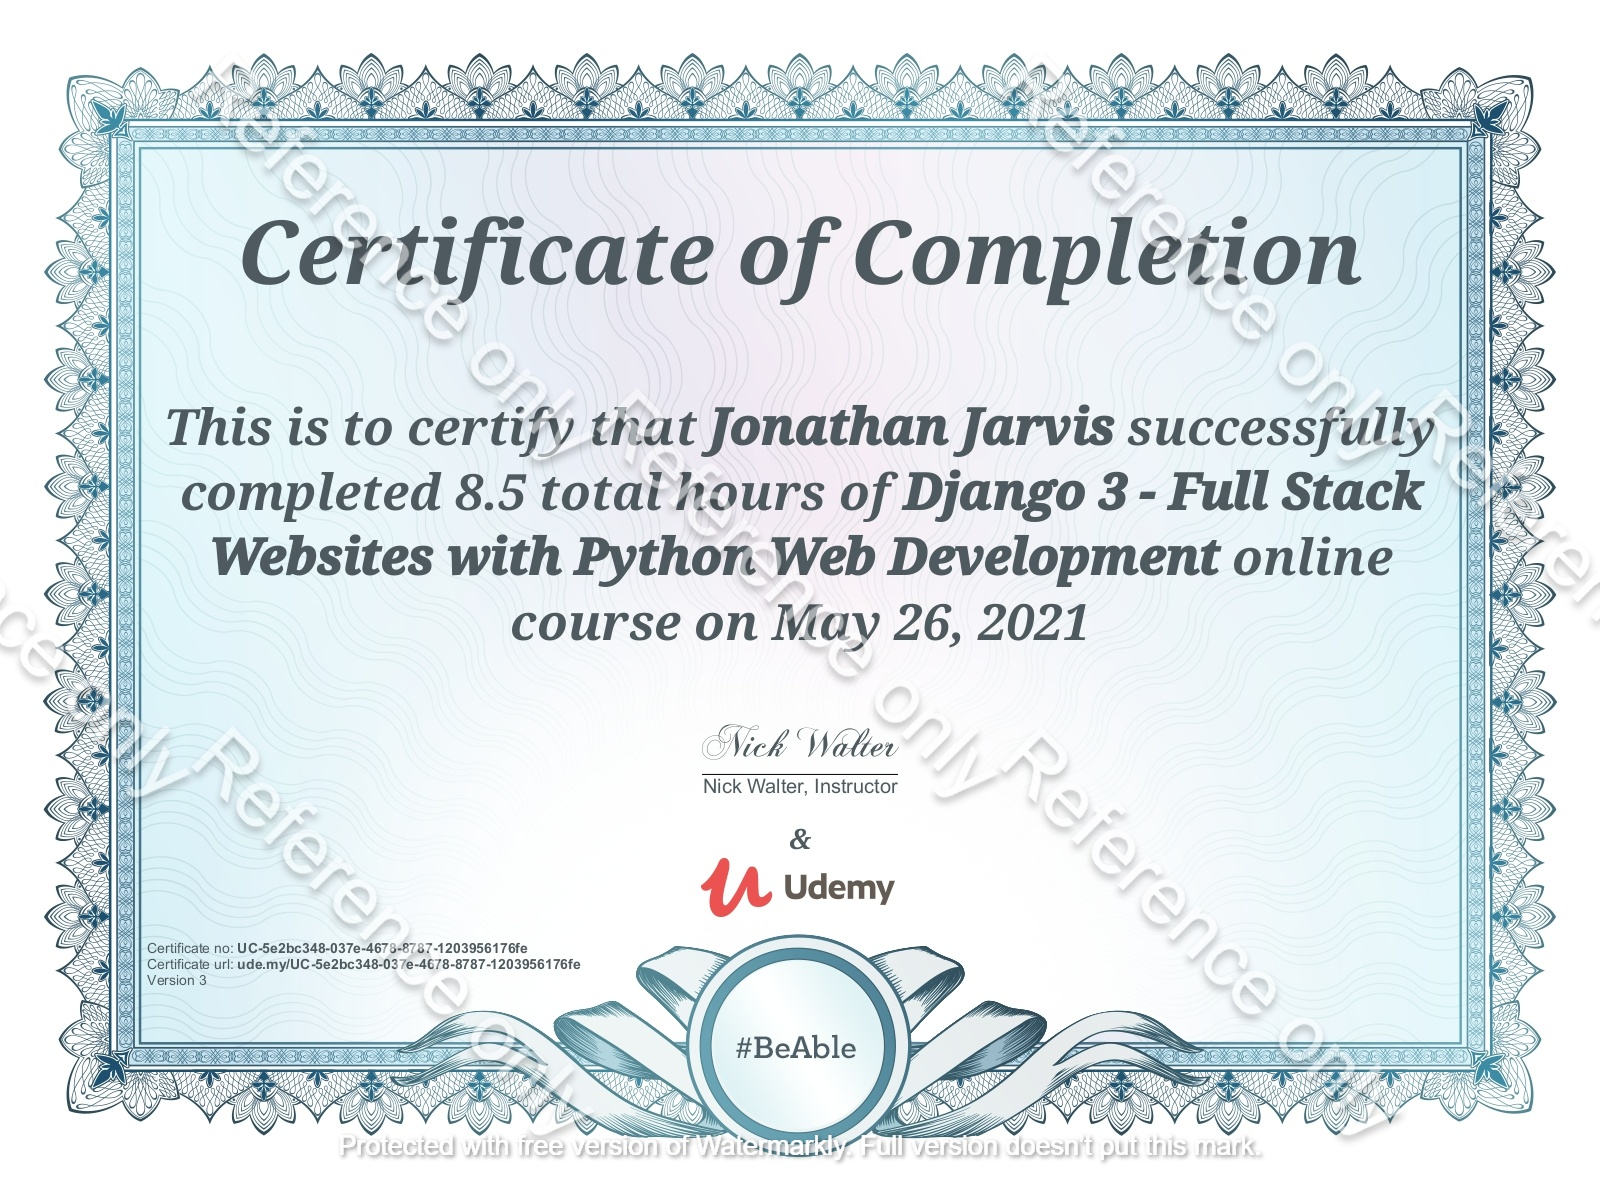 Certificate of Completion
This is to certify that Jonathan Jarvis successfully
completed 8.5 total hours of Django 3 - Full Stack
Websites with Python Web Development online
course on May 26, 2021
Nick Walter
Nick Walter, Instructor
&
Udemy
Certificate no: UC-5e2bc348-037e-4678-8787-1203956176fe
Certificate url: ude.my/UC-5e2bc348-037e-4678-8787-1203956176fe
Version 3
#BeAble
Reference only
Reference only
Reference only
Reference only
Reference only
Reference only
Reference only
Protected with free version of Watermarkly. Full version doesn't put this mark.